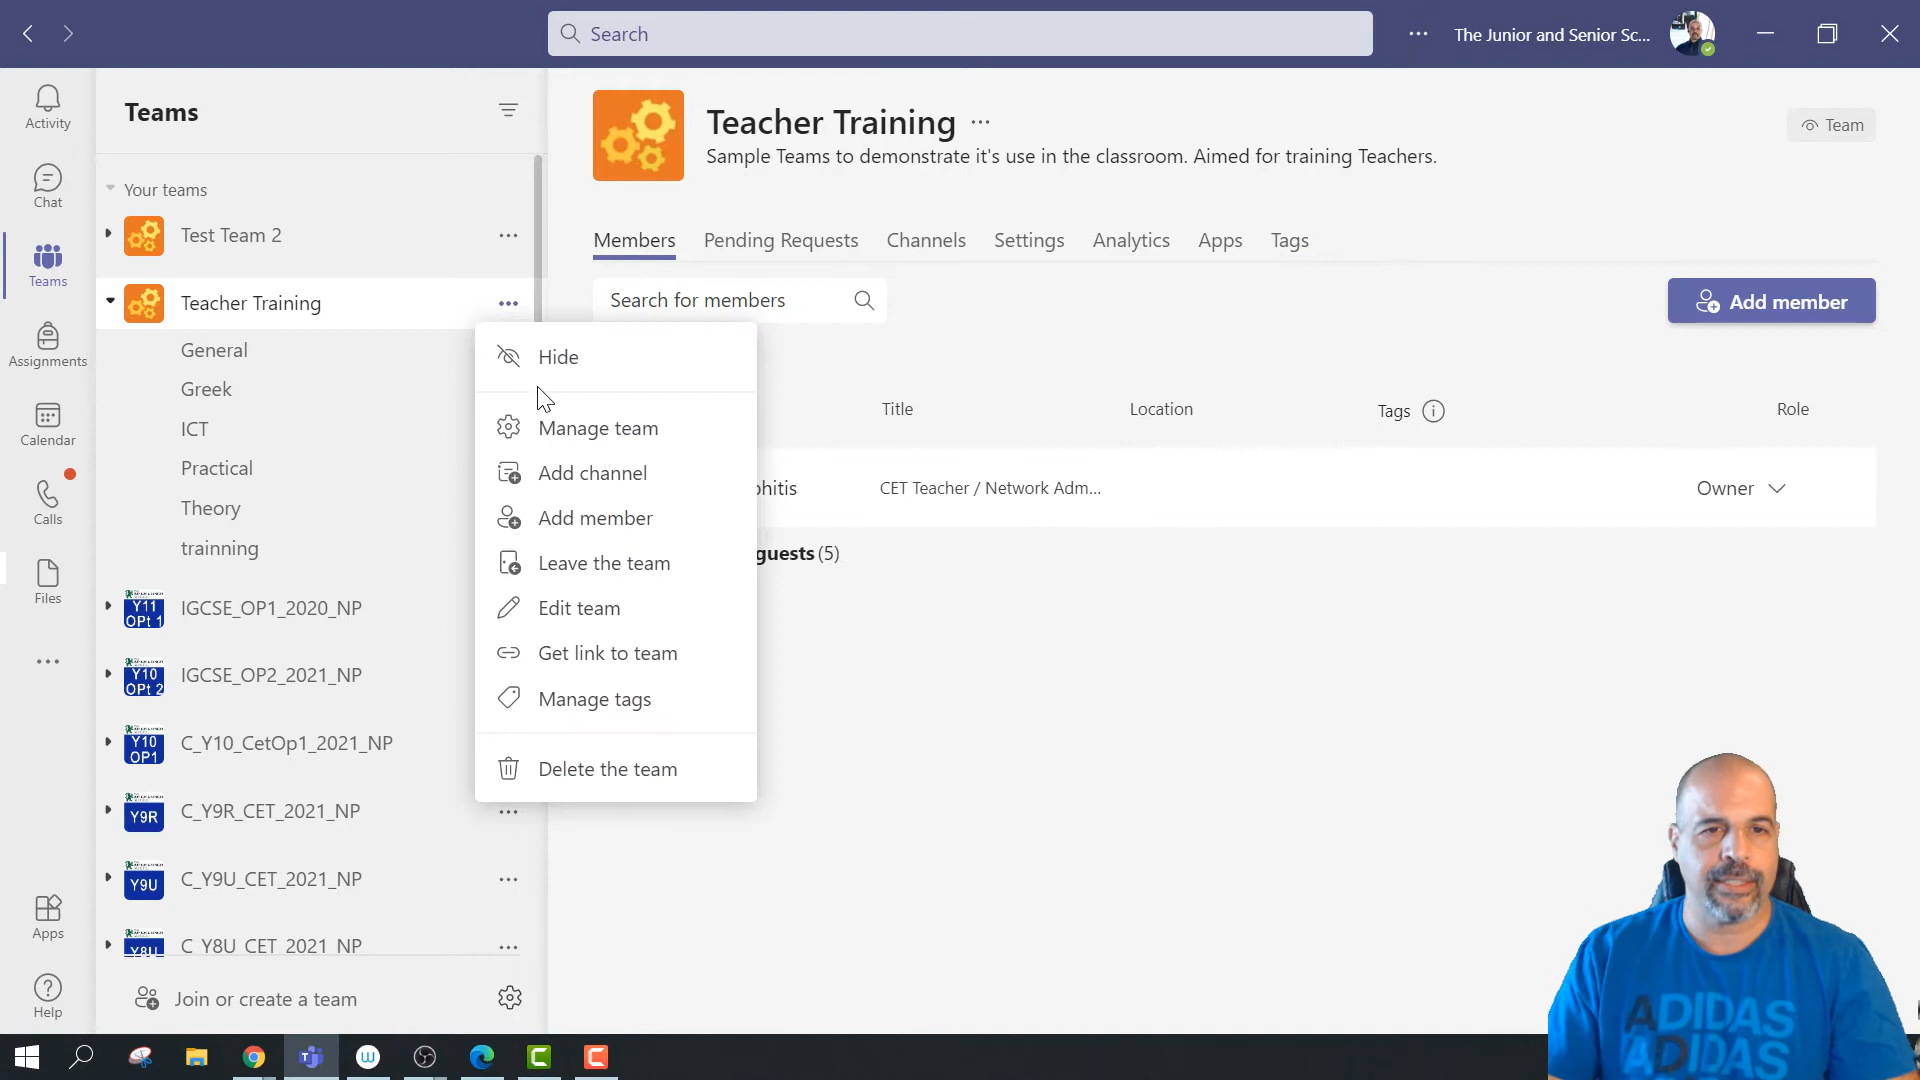 Search
The Junior and Senior Sc...
Activity
Chat
Teams
Assignments
Calendar
Calls
Files
Apps
Help
Teams
Your teams
Test Team 2
Teacher Training
General
Greek
ICT
Practical
Theory
trainning
Y11 OPt 1
IGCSE_OP1_2020_NP
Y10 OPt 2
IGCSE_OP2_2021_NP
Y10 OP1
C_Y10_CetOp1_2021_NP
Y9R
C_Y9R_CET_2021_NP
Y9U
C_Y9U_CET_2021_NP
Y8U
C_Y8U_CET_2021_NP
Join or create a team
Hide
Manage team
Add channel
Add member
Leave the team
Edit team
Get link to team
Manage tags
Delete the team
Teacher Training
Team
Sample Teams to demonstrate it's use in the classroom. Aimed for training Teachers.
Members Pending Requests Channels Settings Analytics Apps Tags
Search for members
Add member
Title Location Tags Role
phitis CET Teacher / Network Adm... Owner
guests (5)
ADIDAS
ADIDAS